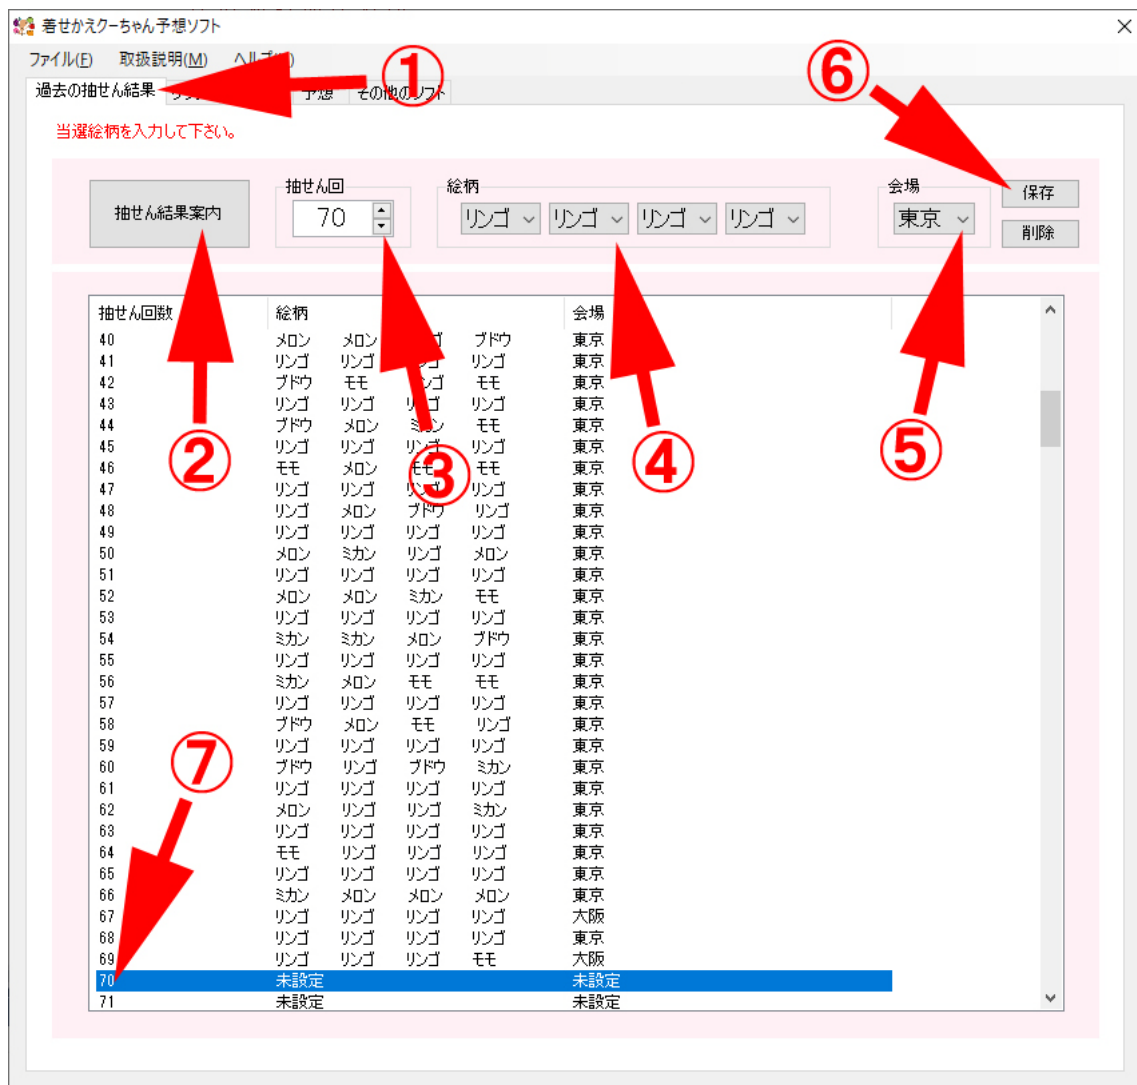 着せかえクーちゃん予想ソフト
ファイル(F) 取扱説明(M)
過去の抽せん結果 予想 その他のソフト
①
⑥
当選絵柄を入力して下さい。
抽せん結果案内
抽せん回
70
絵柄
リンゴ リンゴ リンゴ リンゴ
会場
東京
保存
削除
抽せん回数 絵柄 会場
40 メロン メロン ブドウ 東京
41 リンゴ リンゴ リンゴ 東京
42 ブドウ モモ リンゴ モモ 東京
43 リンゴ リンゴ リンゴ リンゴ 東京
44 ブドウ メロン ミカン モモ 東京
45 リンゴ リンゴ リンゴ リンゴ 東京
46 モモ メロン モモ モモ 東京
47 リンゴ リンゴ リンゴ リンゴ 東京
48 リンゴ メロン ブドウ リンゴ 東京
49 リンゴ リンゴ リンゴ リンゴ 東京
50 メロン ミカン リンゴ メロン 東京
51 リンゴ リンゴ リンゴ リンゴ 東京
52 メロン メロン ミカン モモ 東京
53 リンゴ リンゴ リンゴ リンゴ 東京
54 ミカン ミカン メロン ブドウ 東京
55 リンゴ リンゴ リンゴ リンゴ 東京
56 ミカン メロン モモ モモ 東京
57 リンゴ リンゴ リンゴ リンゴ 東京
58 ブドウ メロン モモ リンゴ 東京
59 リンゴ リンゴ リンゴ リンゴ 東京
60 ブドウ リンゴ ブドウ ミカン 東京
61 リンゴ リンゴ リンゴ リンゴ 東京
62 メロン リンゴ リンゴ ミカン 東京
63 リンゴ リンゴ リンゴ リンゴ 東京
64 モモ リンゴ リンゴ リンゴ 東京
65 リンゴ リンゴ リンゴ リンゴ 東京
66 ミカン メロン メロン メロン 東京
67 リンゴ リンゴ リンゴ リンゴ 大阪
68 リンゴ リンゴ リンゴ リンゴ 東京
69 リンゴ リンゴ リンゴ モモ 大阪
70 未設定 未設定
71 未設定 未設定
②
③
④
⑤
⑦